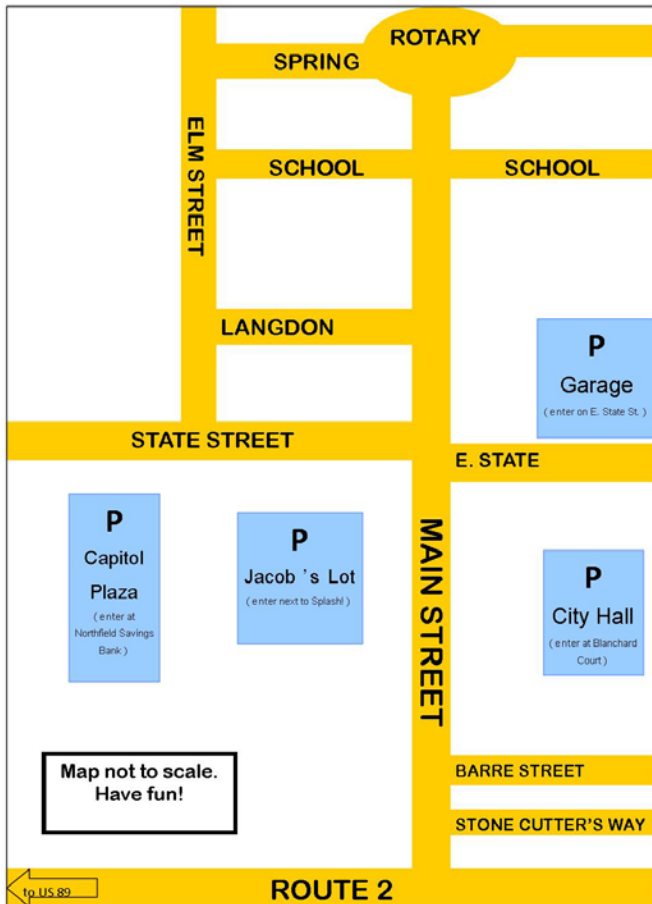 ROTARY
SPRING
ELM STREET
SCHOOL
SCHOOL
LANGDON
P
Garage
( enter on E. State St. )
STATE STREET
E. STATE
P
Capitol
Plaza
( enter at
Northfield Savings
Bank )
P
Jacob 's Lot
( enter next to Splash! )
MAIN STREET
P
City Hall
( enter at Blanchard
Court )
Map not to scale.
Have fun!
BARRE STREET
STONE CUTTER'S WAY
to US 89
ROUTE 2